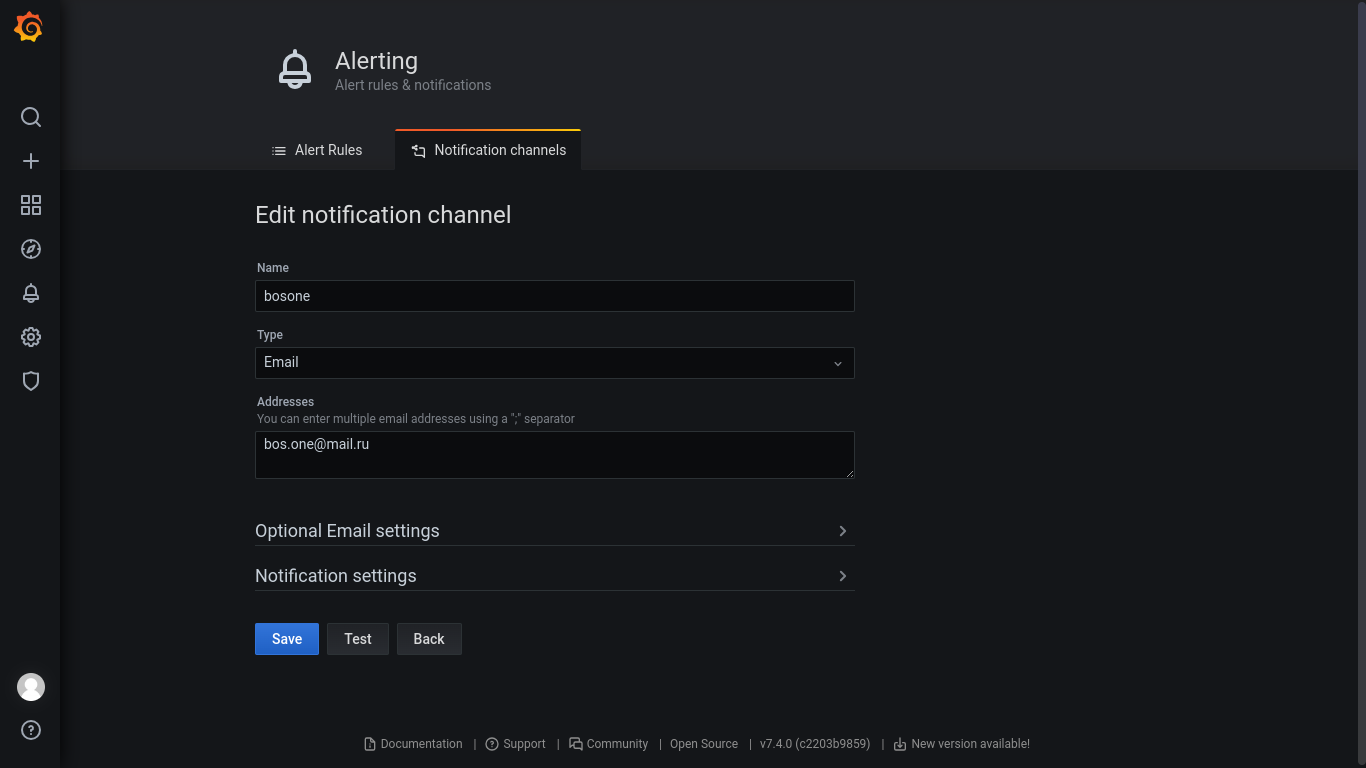 Alerting
Alert rules & notifications
Alert Rules
Notification channels
Edit notification channel
Name
bosone
Type
Email
Addresses
You can enter multiple email addresses using a ";" separator
bos.one@mail.ru
Optional Email settings
Notification settings
Save Test Back
Documentation | Support | Community | Open Source | v7.4.0 (c2203b9859) | New version available!